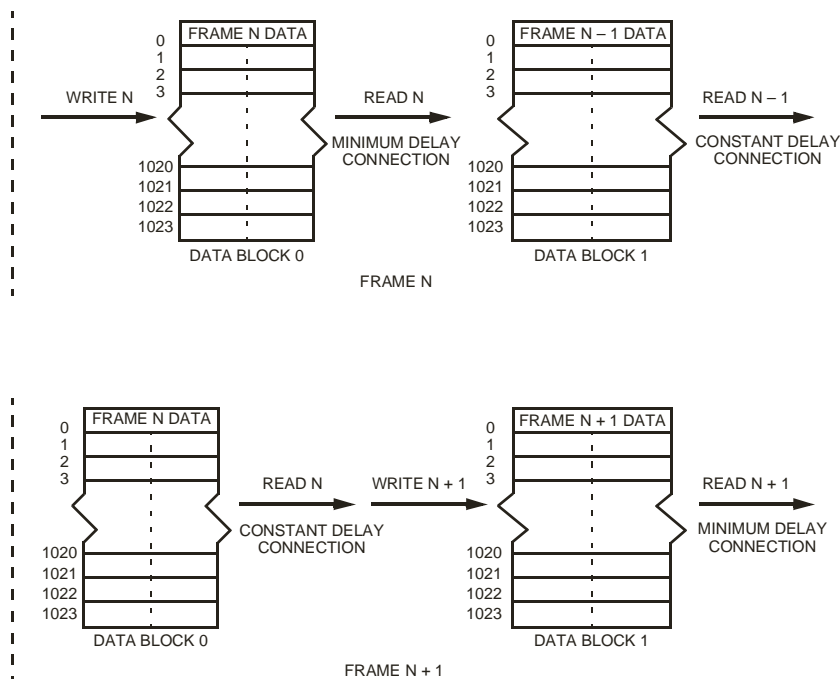 FRAME N DATA
FRAME N – 1 DATA
0
1
2
3
0
1
2
3
WRITE N
READ N
MINIMUM DELAY
CONNECTION
READ N – 1
CONSTANT DELAY
CONNECTION
1020
1021
1022
1023
1020
1021
1022
1023
DATA BLOCK 0
DATA BLOCK 1
FRAME N
FRAME N DATA
FRAME N + 1 DATA
0
1
2
3
0
1
2
3
READ N
CONSTANT DELAY
CONNECTION
WRITE N + 1
READ N + 1
MINIMUM DELAY
CONNECTION
1020
1021
1022
1023
1020
1021
1022
1023
DATA BLOCK 0
DATA BLOCK 1
FRAME N + 1